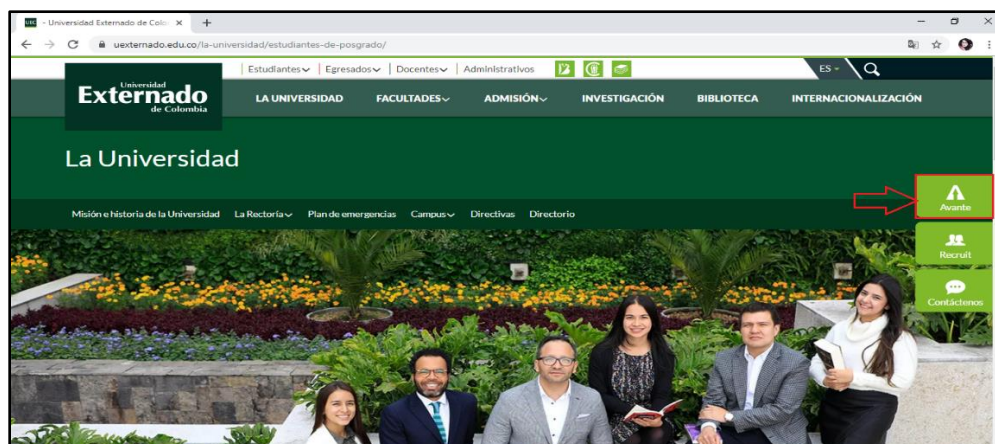 UEC - Universidad Externado de Colo
uexternado.edu.co/la-universidad/estudiantes-de-posgrado/
Estudiantes Egresados Docentes Administrativos ES
Universidad
Externado
de Colombia
LA UNIVERSIDAD FACULTADES ADMISIÓN INVESTIGACIÓN BIBLIOTECA INTERNACIONALIZACIÓN
La Universidad
Avante
Misión e historia de la Universidad La Rectoría Plan de emergencias Campus Directivas Directorio
Recruit
Contáctenos